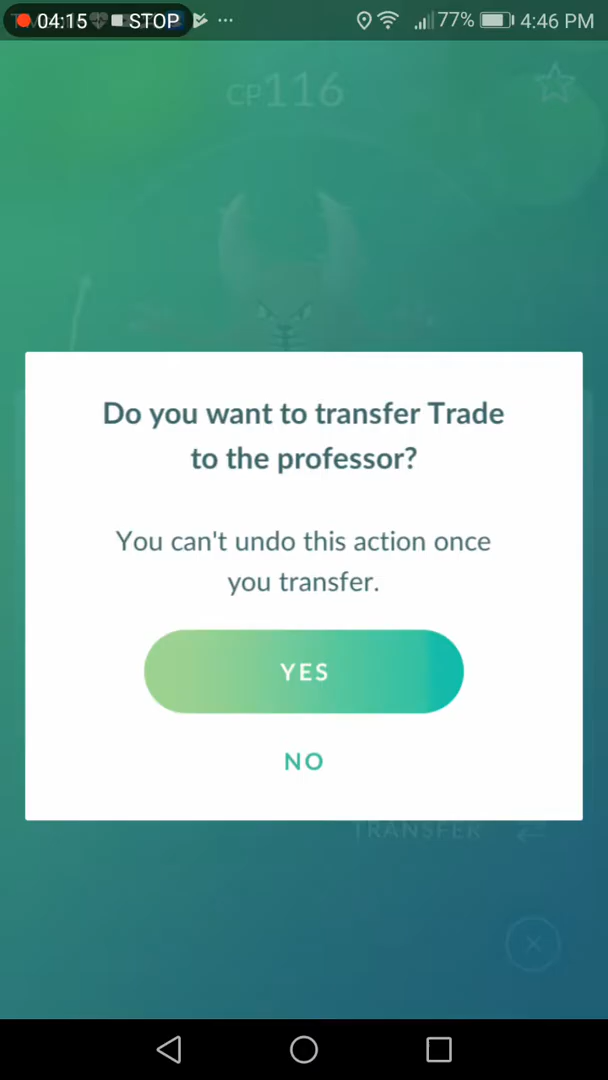 04:15 STOP ... 77% 4:46 PM
CP116
Do you want to transfer Trade
to the professor?
You can't undo this action once
you transfer.
YES
NO
TRANSFER